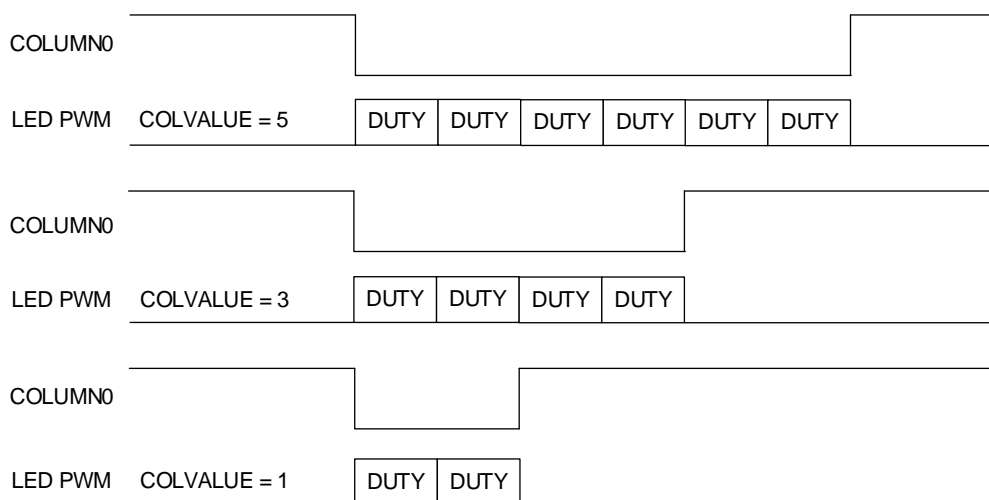 COLUMN0
LED PWM COLVALUE = 5 DUTY DUTY DUTY DUTY DUTY DUTY
COLUMN0
LED PWM COLVALUE = 3 DUTY DUTY DUTY DUTY
COLUMN0
LED PWM COLVALUE = 1 DUTY DUTY